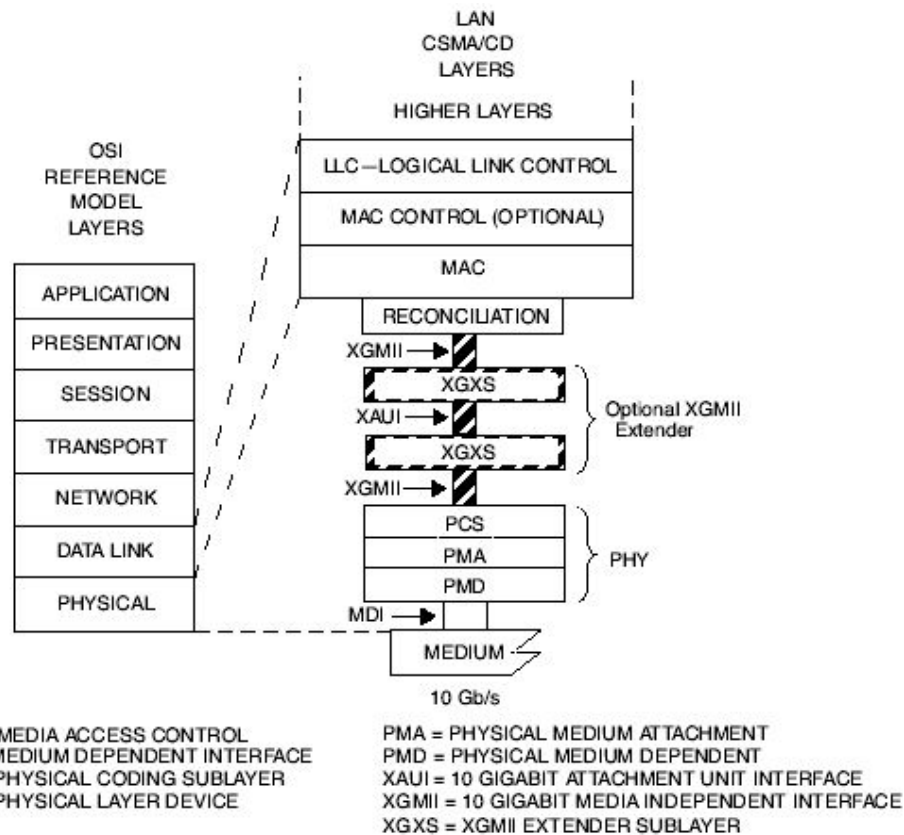 LAN
CSMA/CD
LAYERS
HIGHER LAYERS
OSI
REFERENCE
MODEL
LAYERS
LLC—LOGICAL LINK CONTROL
MAC CONTROL (OPTIONAL)
MAC
APPLICATION
PRESENTATION
SESSION
TRANSPORT
NETWORK
DATA LINK
PHYSICAL
RECONCILIATION
XGMII
XGXS
XAUI
XGXS
XGMII
Optional XGMII
Extender
PCS
PMA
PMD
PHY
MDI
MEDIUM
10 Gb/s
MEDIA ACCESS CONTROL
MEDIUM DEPENDENT INTERFACE
PHYSICAL CODING SUBLAYER
PHYSICAL LAYER DEVICE
PMA = PHYSICAL MEDIUM ATTACHMENT
PMD = PHYSICAL MEDIUM DEPENDENT
XAUI = 10 GIGABIT ATTACHMENT UNIT INTERFACE
XGMII = 10 GIGABIT MEDIA INDEPENDENT INTERFACE
XGXS = XGMII EXTENDER SUBLAYER